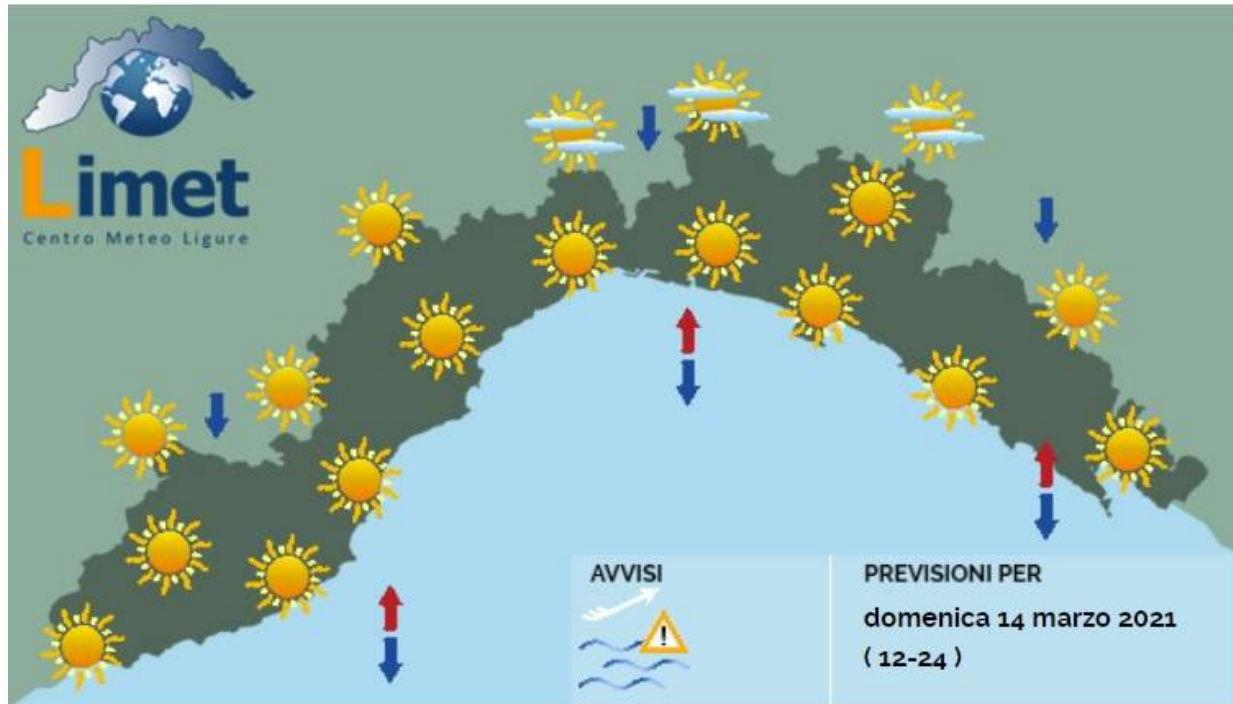 Limet
Centro Meteo Ligure
AVVISI
!
PREVISIONI PER
domenica 14 marzo 2021
( 12-24 )